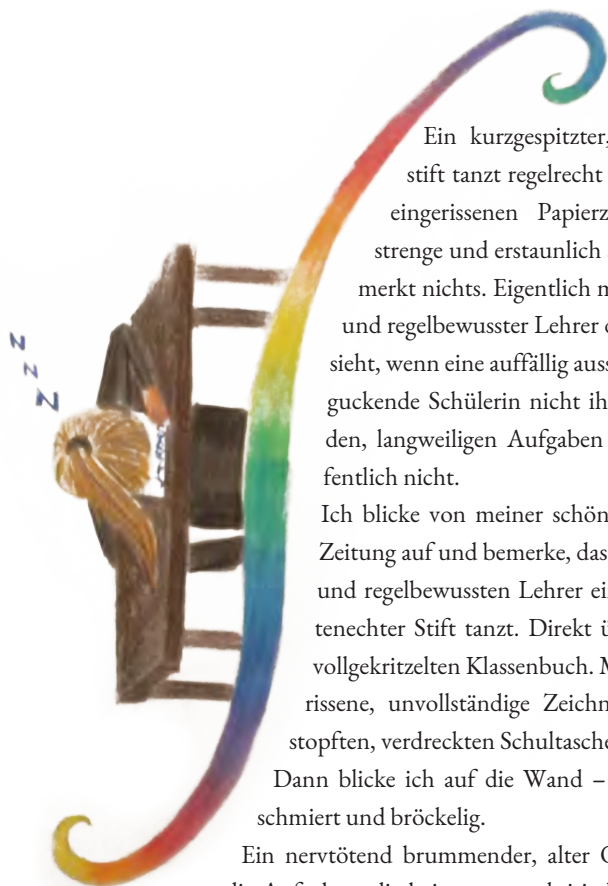 Ein kurzgespitzter,
stift tanzt regelrecht
eingerissenen Papierz
strenge und erstaunlich
merkt nichts. Eigentlich m
und regelbewusster Lehrer
sieht, wenn eine auffällig auss
guckende Schülerin nicht ih
den, langweiligen Aufgaben
fentlich nicht.
Ich blicke von meiner schön
Zeitung auf und bemerke, das
und regelbewussten Lehrer ei
tenechter Stift tanzt. Direkt ü
vollgekritzelten Klassenbuch. M
rissene, unvollständige Zeichn
stopften, verdreckten Schultasche
Dann blicke ich auf die Wand –
schmiert und bröckelig.
Ein nervtötend brummender, alter
z z z